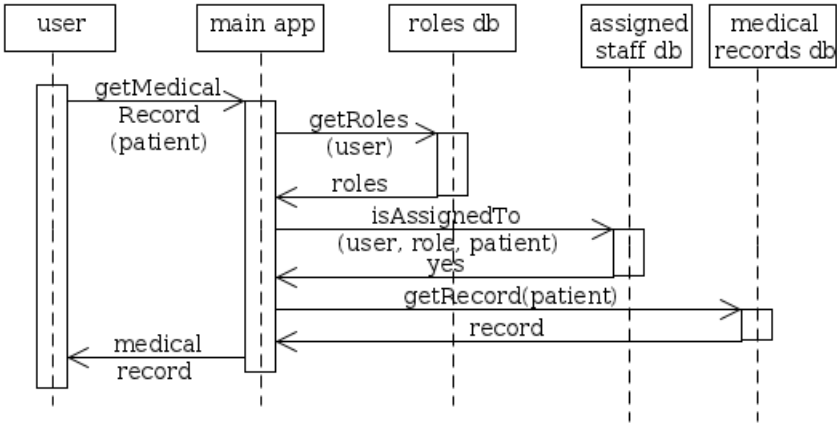 user
main app
roles db
assigned
staff db
medical
records db
getMedical
Record
(patient)
getRoles
(user)
roles
isAssignedTo
(user, role, patient)
yes
getRecord(patient)
record
medical
record